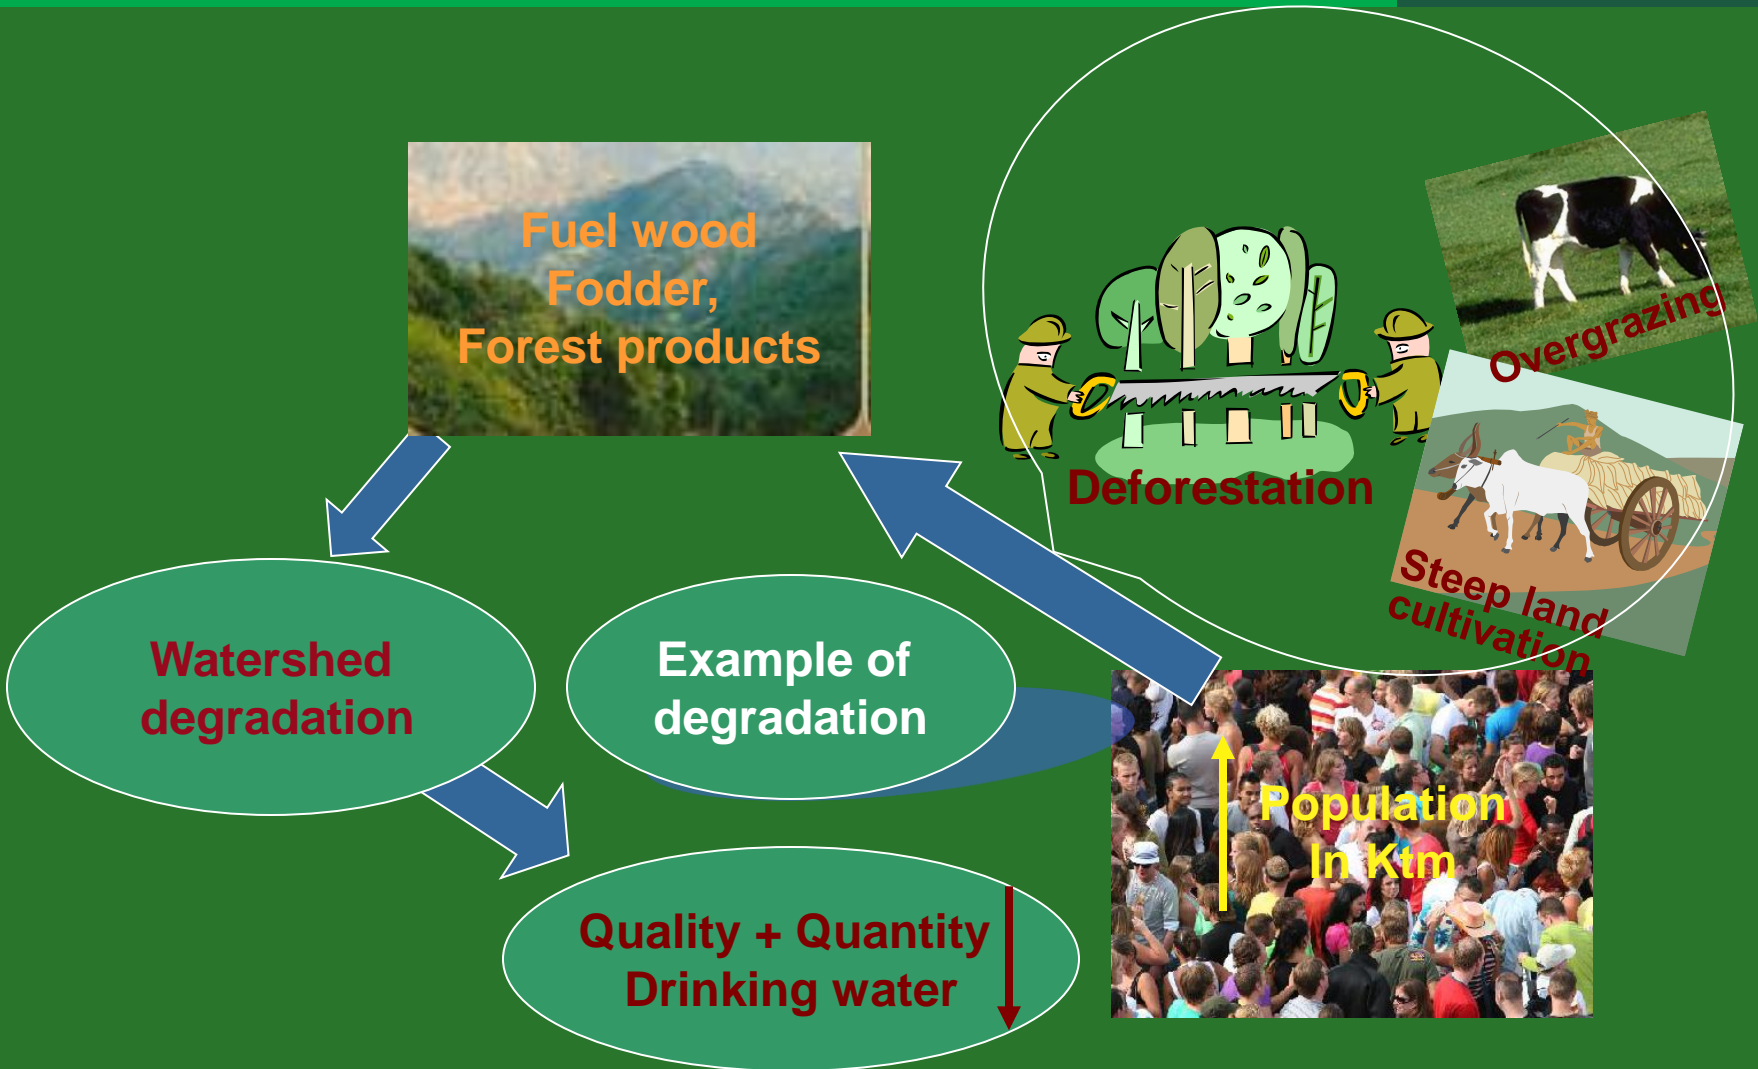 Fuel wood
Fodder,
Forest products
Overgrazing
Deforestation
Steep land
cultivation
Watershed
degradation
Example of
degradation
Population
In Ktm
Quality + Quantity
Drinking water